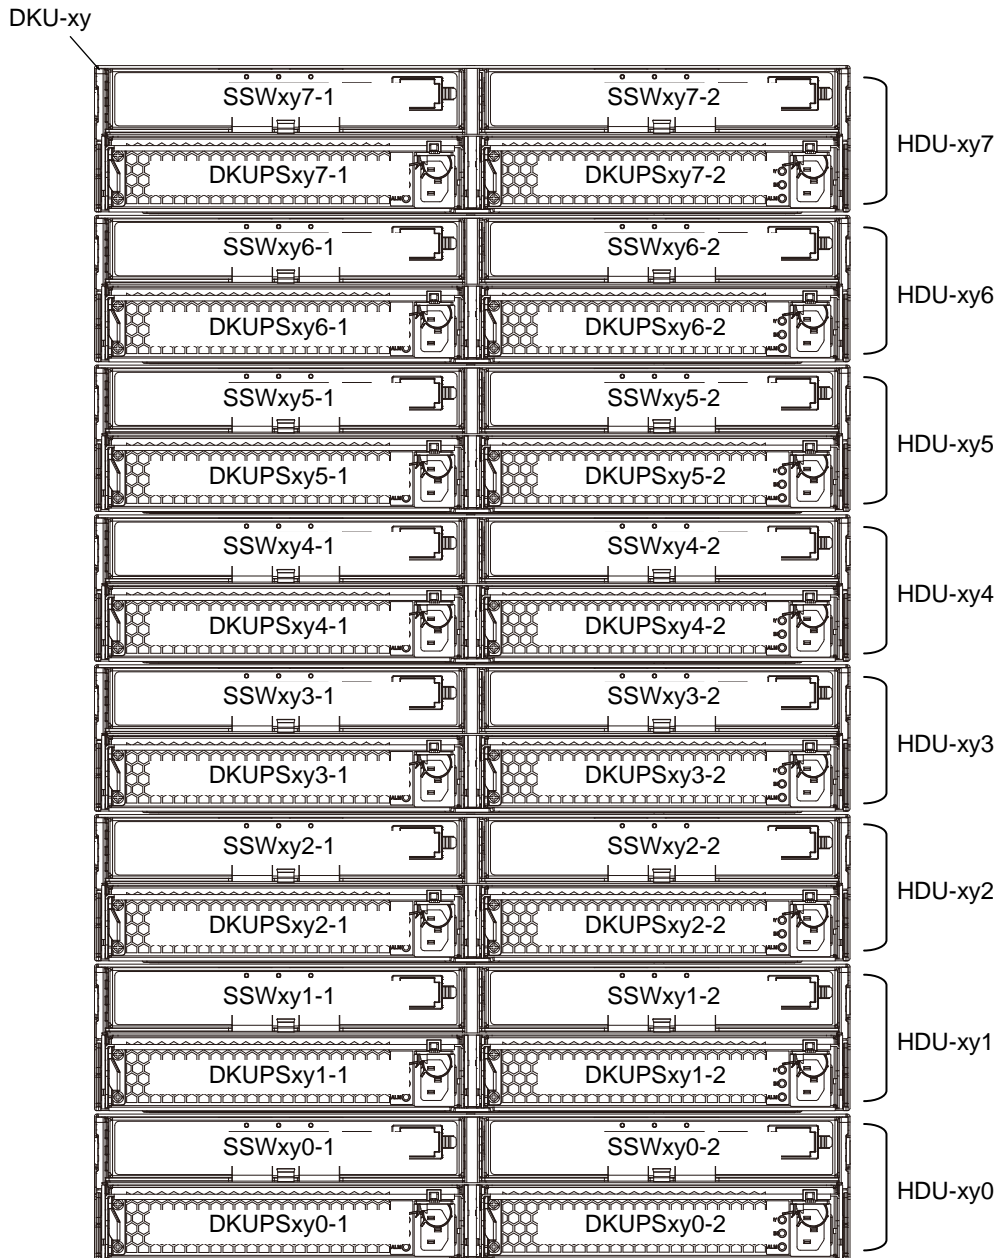 DKU-xy
SSWxy7-1 SSWxy7-2
HDU-xy7
DKUPSxy7-1 DKUPSxy7-2
SSWxy6-1 SSWxy6-2
HDU-xy6
DKUPSxy6-1 DKUPSxy6-2
SSWxy5-1 SSWxy5-2
HDU-xy5
DKUPSxy5-1 DKUPSxy5-2
SSWxy4-1 SSWxy4-2
HDU-xy4
DKUPSxy4-1 DKUPSxy4-2
SSWxy3-1 SSWxy3-2
HDU-xy3
DKUPSxy3-1 DKUPSxy3-2
SSWxy2-1 SSWxy2-2
HDU-xy2
DKUPSxy2-1 DKUPSxy2-2
SSWxy1-1 SSWxy1-2
HDU-xy1
DKUPSxy1-1 DKUPSxy1-2
SSWxy0-1 SSWxy0-2
HDU-xy0
DKUPSxy0-1 DKUPSxy0-2